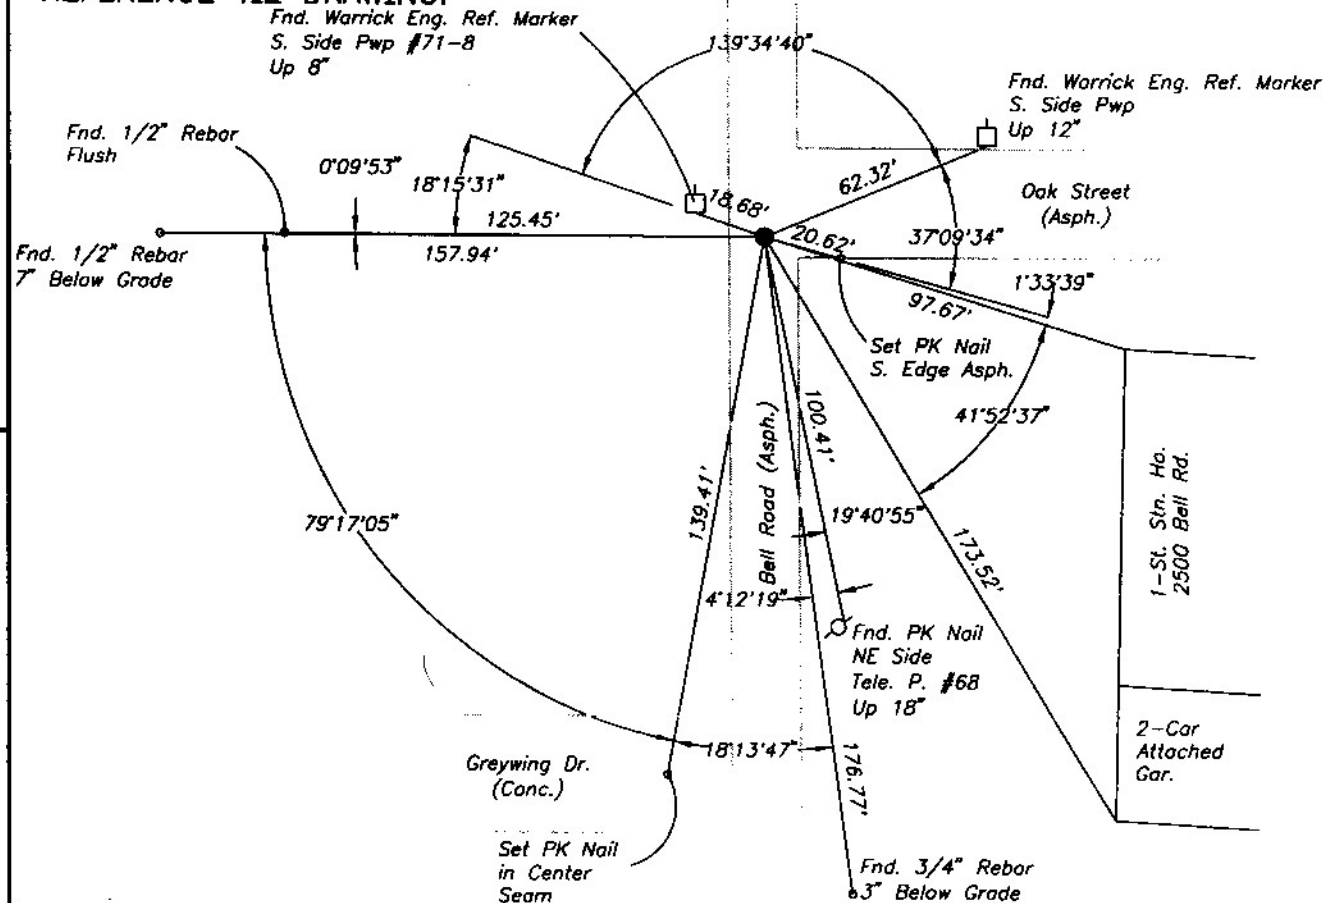 REFERENCE TIE DRAWING:
Fnd. Warrick Eng. Ref. Marker
S. Side Pwp #71-8
Up 8"
139°34'40"
Fnd. Warrick Eng. Ref. Marker
S. Side Pwp
Up 12"
Fnd. 1/2" Rebar
Flush
0°09'53"
18°15'31"
125.45'
157.94'
18.68'
62.32'
Oak Street
(Asph.)
Fnd. 1/2" Rebar
7" Below Grade
20.62'
37°09'34"
1°33'39"
97.67'
Set PK Nail
S. Edge Asph.
41°52'37"
100.41'
Bell Road (Asph.)
139.41'
79°17'05"
19°40'55"
173.52'
1-St. Stn. Ho.
2500 Bell Rd.
4°12'19"
Fnd. PK Nail
NE Side
Tele. P. #68
Up 18"
18°13'47"
176.77'
2-Car
Attached
Gar.
Greywing Dr.
(Conc.)
Set PK Nail
in Center
Seam
Fnd. 3/4" Rebar
3" Below Grade